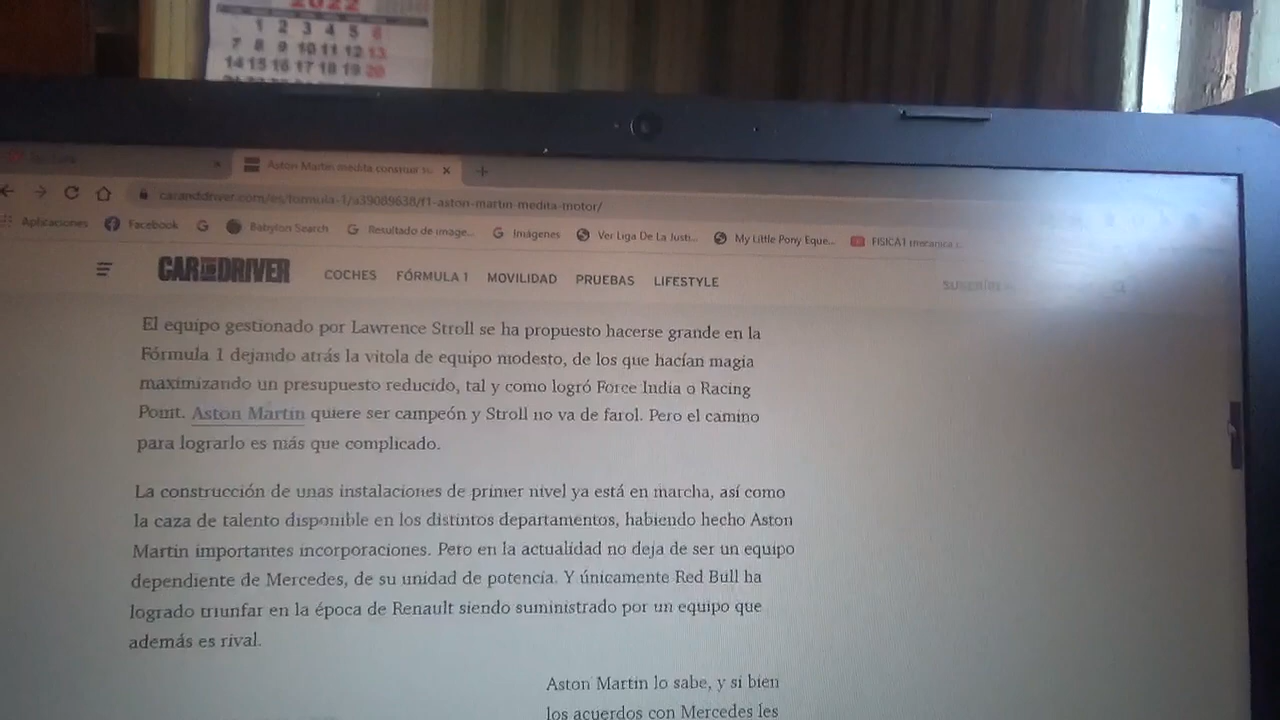 2022
1 2 3 4 5 6
7 8 9 10 11 12 13
14 15 16 17 18 19 20
Aston Martin medita construir su
carandddriver.com/es/formula-1/a39089638/f1-aston-martin-medita-motor/
Aplicaciones Facebook Babylon Search Resultado de image... Imágenes Ver Liga De La Justi... My Little Pony Eque... FISICA1 mecanica
CAR AND DRIVER COCHES FÓRMULA 1 MOVILIDAD PRUEBAS LIFESTYLE
El equipo gestionado por Lawrence Stroll se ha propuesto hacerse grande en la
Fórmula 1 dejando atrás la vitola de equipo modesto, de los que hacían magia
maximizando un presupuesto reducido, tal y como logró Force India o Racing
Point. Aston Martin quiere ser campeón y Stroll no va de farol. Pero el camino
para lograrlo es más que complicado.
La construcción de unas instalaciones de primer nivel ya está en marcha, así como
la caza de talento disponible en los distintos departamentos, habiendo hecho Aston
Martin importantes incorporaciones. Pero en la actualidad no deja de ser un equipo
dependiente de Mercedes, de su unidad de potencia. Y únicamente Red Bull ha
logrado triunfar en la época de Renault siendo suministrado por un equipo que
además es rival.
Aston Martin lo sabe, y si bien
los acuerdos con Mercedes les